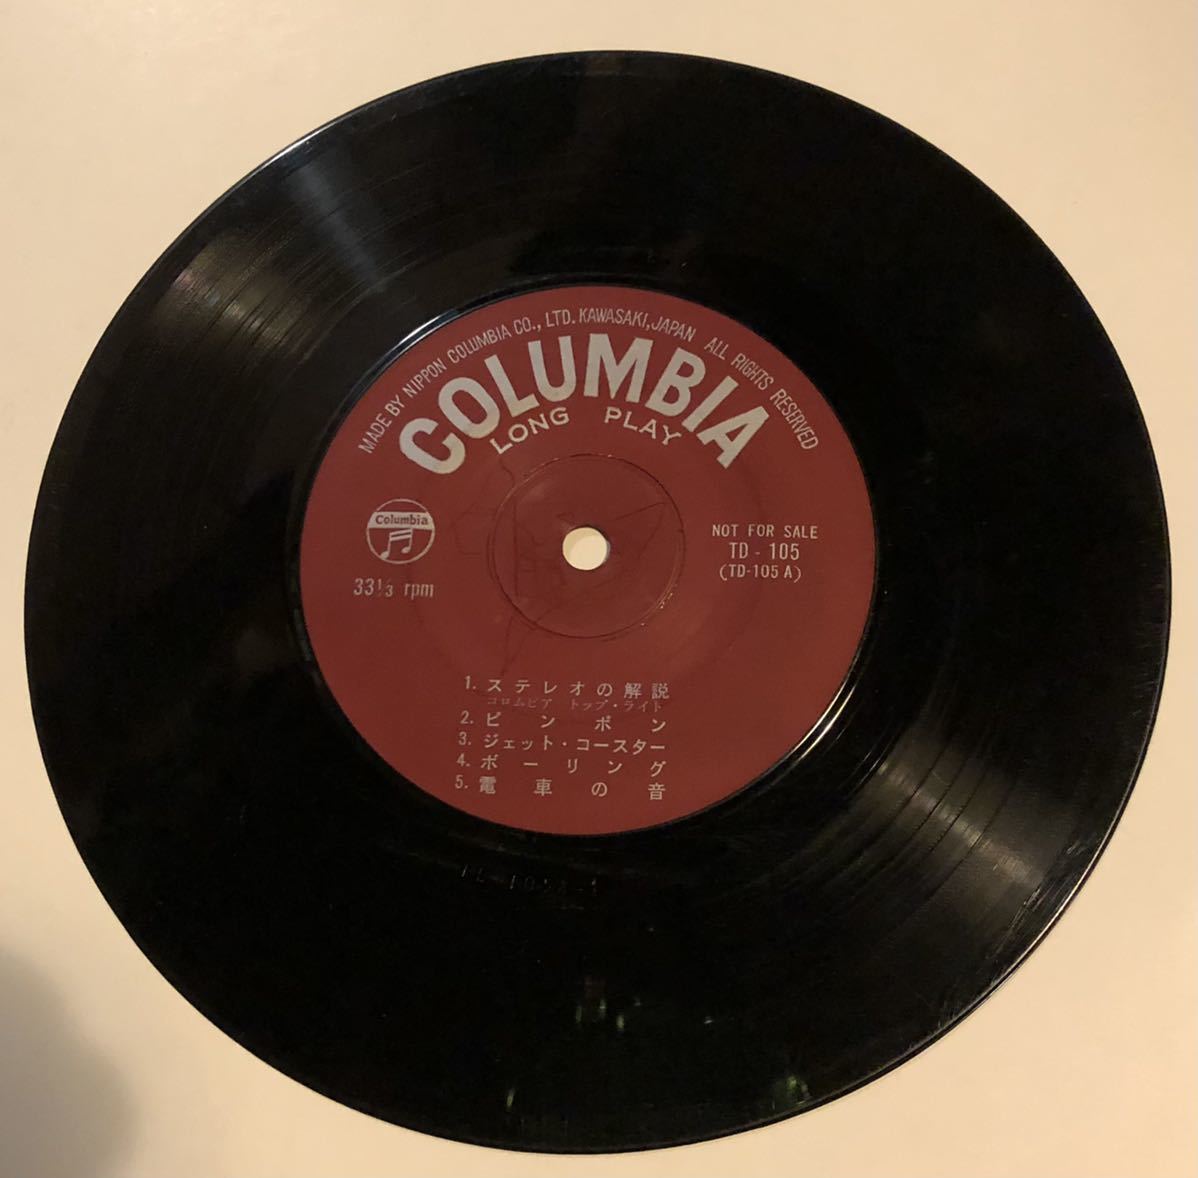 MADE BY NIPPON COLUMBIA CO., LTD. KAWASAKI, JAPAN ALL RIGHTS RESERVED
COLUMBIA
LONG PLAY
Columbia
33⅓ rpm
NOT FOR SALE
TD - 105
(TD-105 A)
1. ステレオの解説
コロムビア トップ・ライト
2. ピンポン
3. ジェット・コースター
4. ボーリング
5. 電車の音